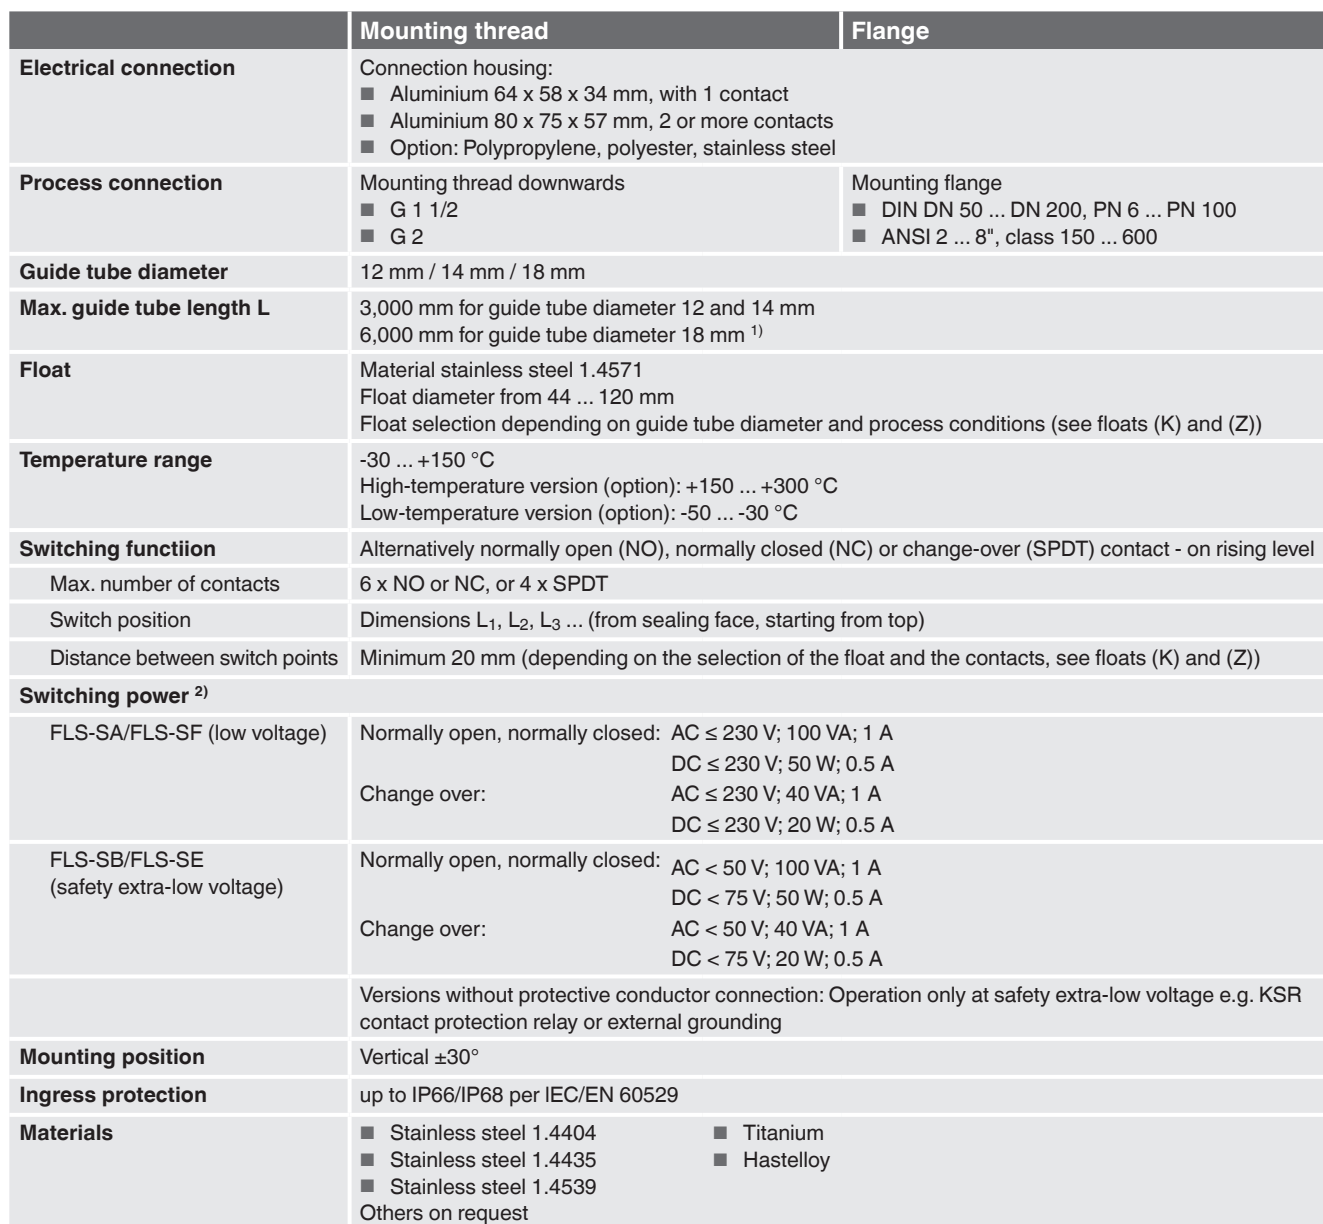 Mounting thread Flange
Electrical connection Connection housing:
■ Aluminium 64 x 58 x 34 mm, with 1 contact
■ Aluminium 80 x 75 x 57 mm, 2 or more contacts
■ Option: Polypropylene, polyester, stainless steel
Process connection Mounting thread downwards Mounting flange
■ G 1 1/2 ■ DIN DN 50 ... DN 200, PN 6 ... PN 100
■ G 2 ■ ANSI 2 ... 8", class 150 ... 600
Guide tube diameter 12 mm / 14 mm / 18 mm
Max. guide tube length L 3,000 mm for guide tube diameter 12 and 14 mm
6,000 mm for guide tube diameter 18 mm 1)
Float Material stainless steel 1.4571
Float diameter from 44 ... 120 mm
Float selection depending on guide tube diameter and process conditions (see floats (K) and (Z))
Temperature range -30 ... +150 °C
High-temperature version (option): +150 ... +300 °C
Low-temperature version (option): -50 ... -30 °C
Switching functiion Alternatively normally open (NO), normally closed (NC) or change-over (SPDT) contact - on rising level
Max. number of contacts 6 x NO or NC, or 4 x SPDT
Switch position Dimensions L1, L2, L3 ... (from sealing face, starting from top)
Distance between switch points Minimum 20 mm (depending on the selection of the float and the contacts, see floats (K) and (Z))
Switching power 2)
FLS-SA/FLS-SF (low voltage) Normally open, normally closed: AC ≤ 230 V; 100 VA; 1 A
DC ≤ 230 V; 50 W; 0.5 A
Change over: AC ≤ 230 V; 40 VA; 1 A
DC ≤ 230 V; 20 W; 0.5 A
FLS-SB/FLS-SE Normally open, normally closed: AC < 50 V; 100 VA; 1 A
(safety extra-low voltage) DC < 75 V; 50 W; 0.5 A
Change over: AC < 50 V; 40 VA; 1 A
DC < 75 V; 20 W; 0.5 A
Versions without protective conductor connection: Operation only at safety extra-low voltage e.g. KSR
contact protection relay or external grounding
Mounting position Vertical ±30°
Ingress protection up to IP66/IP68 per IEC/EN 60529
Materials ■ Stainless steel 1.4404 ■ Titanium
■ Stainless steel 1.4435 ■ Hastelloy
■ Stainless steel 1.4539
Others on request